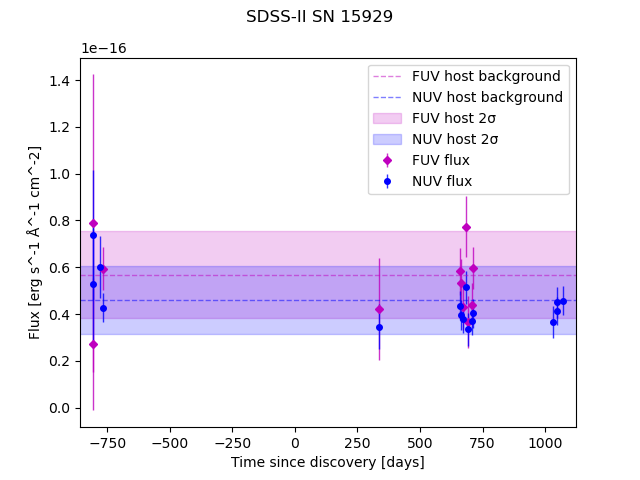 SDSS-II SN 15929
1e−16
FUV host background
NUV host background
FUV host 2σ
NUV host 2σ
FUV flux
NUV flux
1.4
1.2
1.0
0.8
0.6
0.4
0.2
0.0
Flux [erg s^-1 Å^-1 cm^-2]
−750 −500 −250 0 250 500 750 1000
Time since discovery [days]